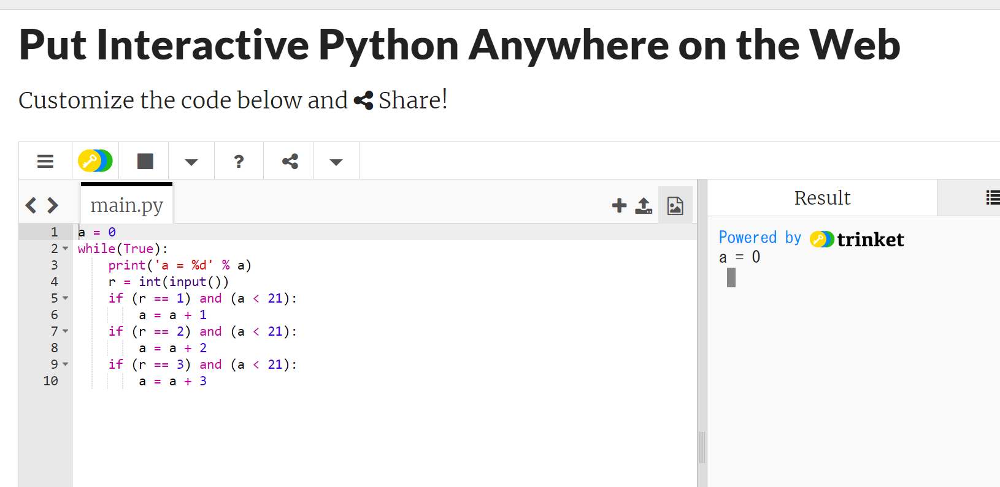 Put Interactive Python Anywhere on the Web
Customize the code below and Share!
?
main.py
Result
1 a = 0
2 while(True):
3     print('a = %d' % a)
4     r = int(input())
5     if (r == 1) and (a < 21):
6         a = a + 1
7     if (r == 2) and (a < 21):
8         a = a + 2
9     if (r == 3) and (a < 21):
10         a = a + 3
Powered by trinket
a = 0